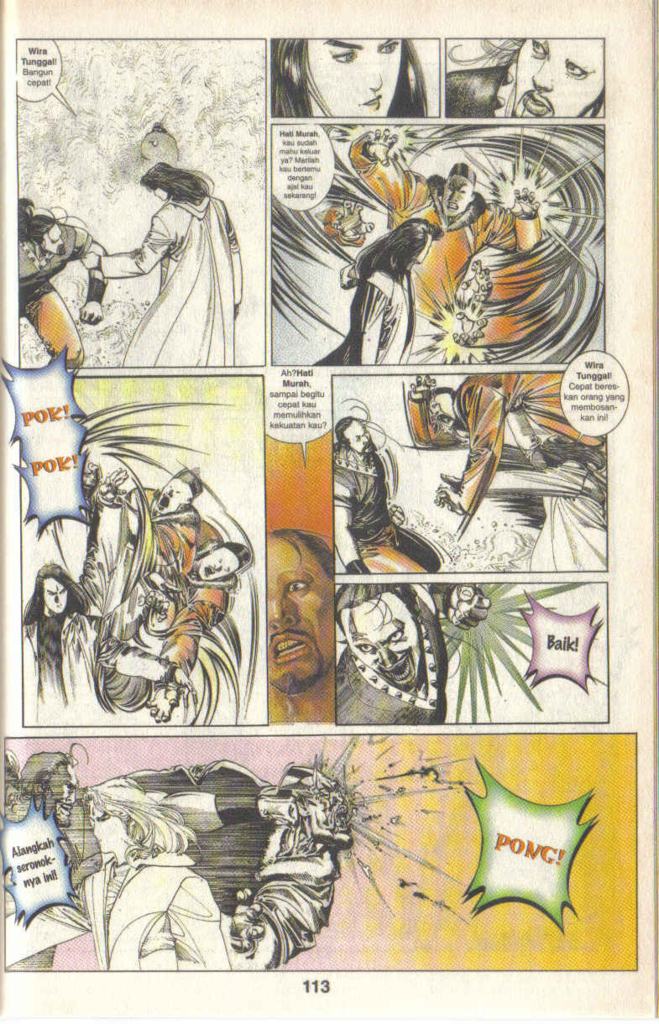 Wira
Tunggal!
Bangun
cepat!
Hati Murah,
kau sudah
mahu keluar
ya? Marilah
kau bertemu
dengan
ajal kau
sekarang!
POK!
POK!
Ah?Hati
Murah,
sampai begitu
cepat kau
memulihkan
kekuatan kau?
Wira
Tunggal!
Cepat beres-
kan orang yang
membosan-
kan ini!
Baik!
Alangkah
seronok-
nya ini!
PONG!
113